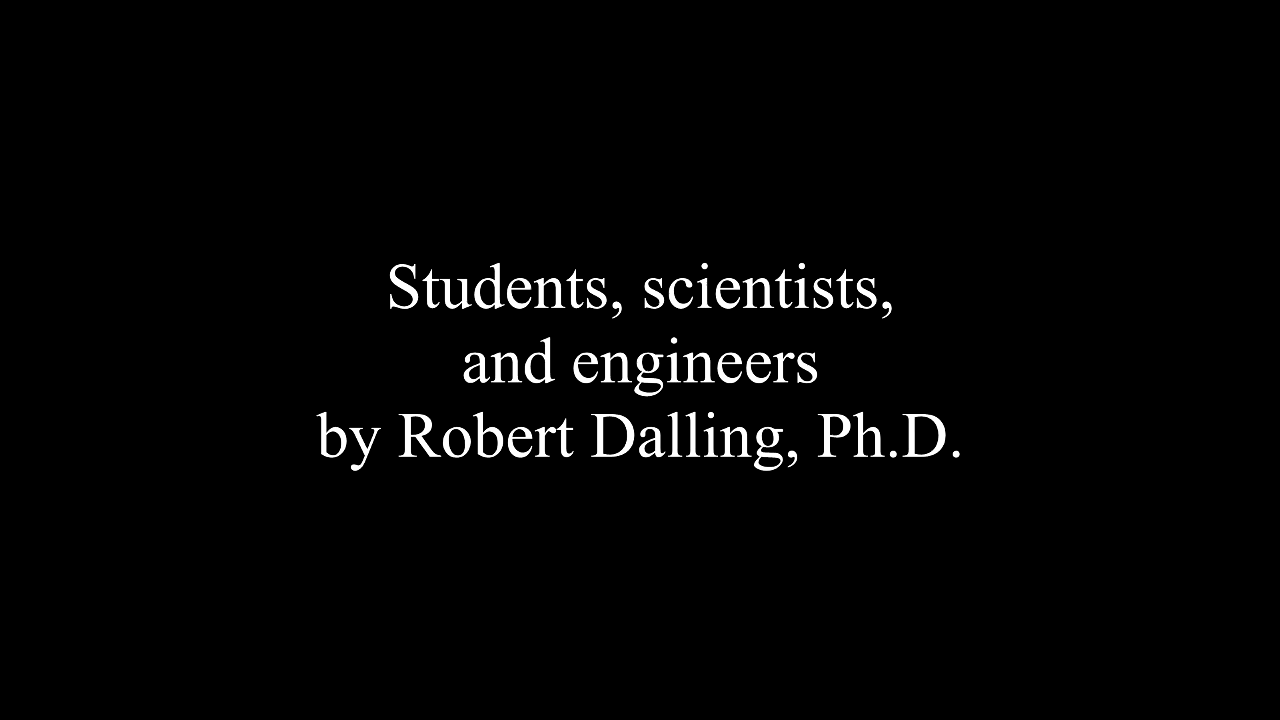 Students, scientists,
and engineers
by Robert Dalling, Ph.D.